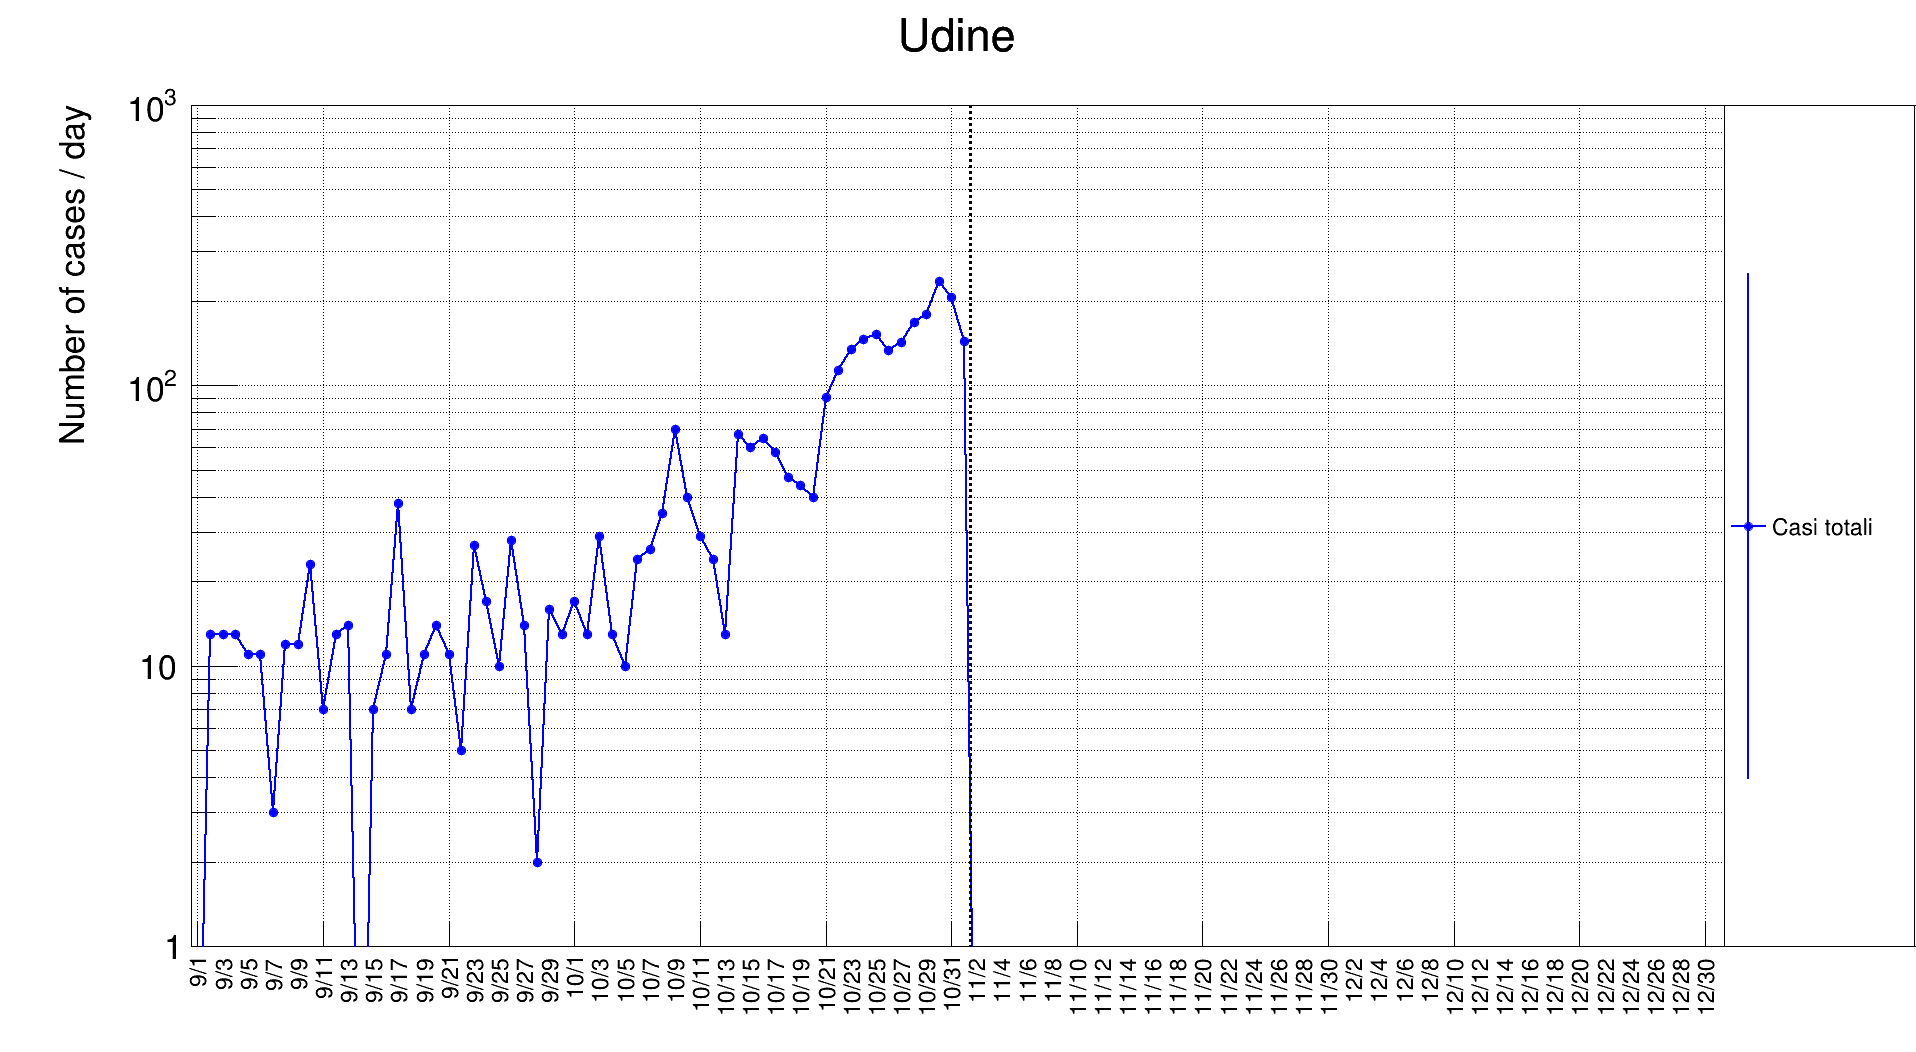 Udine
Number of cases / day
10³
10²
10
1
9/1 9/3 9/5 9/7 9/9 9/11 9/13 9/15 9/17 9/19 9/21 9/23 9/25 9/27 9/29 10/1 10/3 10/5 10/7 10/9 10/11 10/13 10/15 10/17 10/19 10/21 10/23 10/25 10/27 10/29 10/31 11/2 11/4 11/6 11/8 11/10 11/12 11/14 11/16 11/18 11/20 11/22 11/24 11/26 11/28 11/30 12/2 12/4 12/6 12/8 12/10 12/12 12/14 12/16 12/18 12/20 12/22 12/24 12/26 12/28 12/30
Casi totali